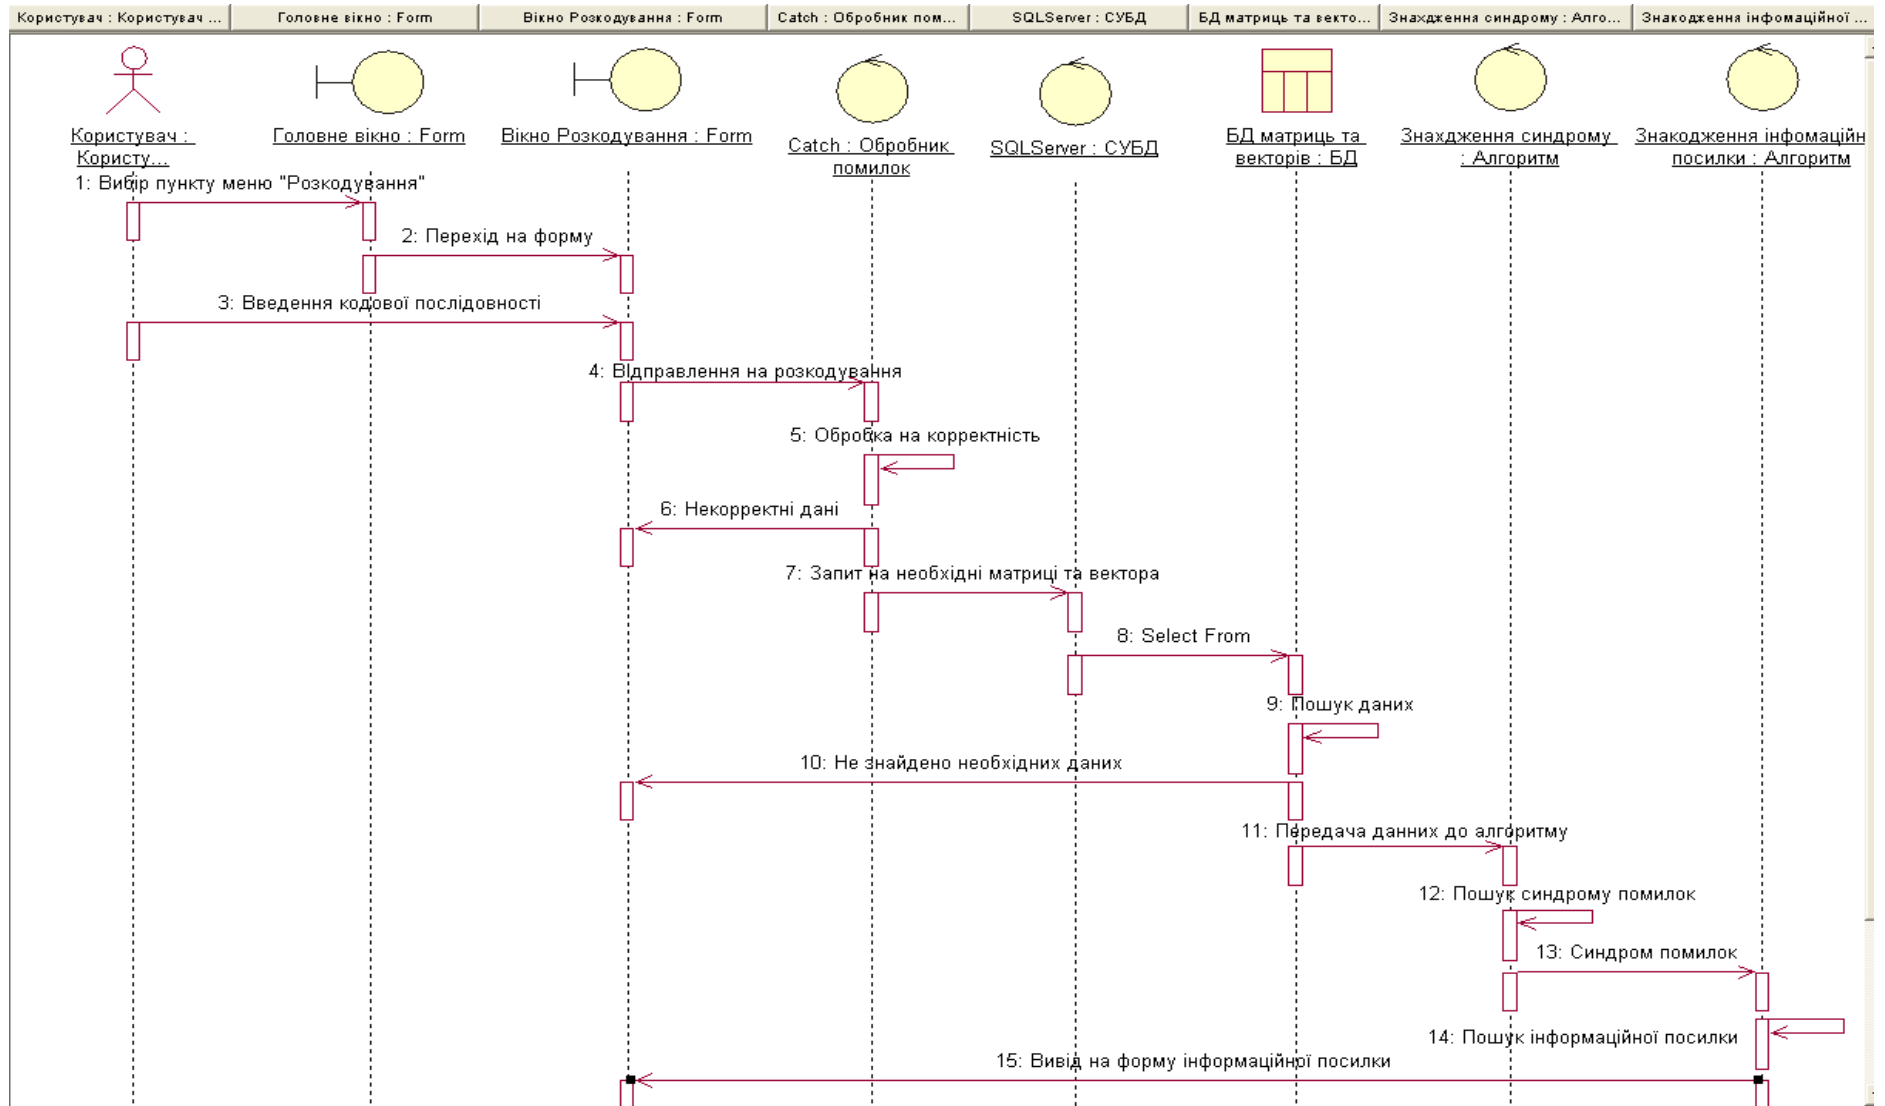 Користувач : Користувач ...
Головне вікно : Form
Вікно Розкодування : Form
Catch : Обробник пом...
SQLServer : СУБД
БД матриць та векто...
Знахдження синдрому : Алго...
Знакодження інфомаційної ...
Користувач :
Користу...
Головне вікно : Form
Вікно Розкодування : Form
Catch : Обробник
помилок
SQLServer : СУБД
БД матриць та
векторів : БД
Знахдження синдрому
: Алгоритм
Знакодження інфомаційн
посилки : Алгоритм
1: Вибір пункту меню "Розкодування"
2: Перехід на форму
3: Введення кодової послідовності
4: Відправлення на розкодування
5: Обробка на корректність
6: Некорректні дані
7: Запит на необхідні матриці та вектора
8: Select From
9: Пошук даних
10: Не знайдено необхідних даних
11: Передача данних до алгоритму
12: Пошук синдрому помилок
13: Синдром помилок
14: Пошук інформаційної посилки
15: Вивід на форму інформаційної посилки